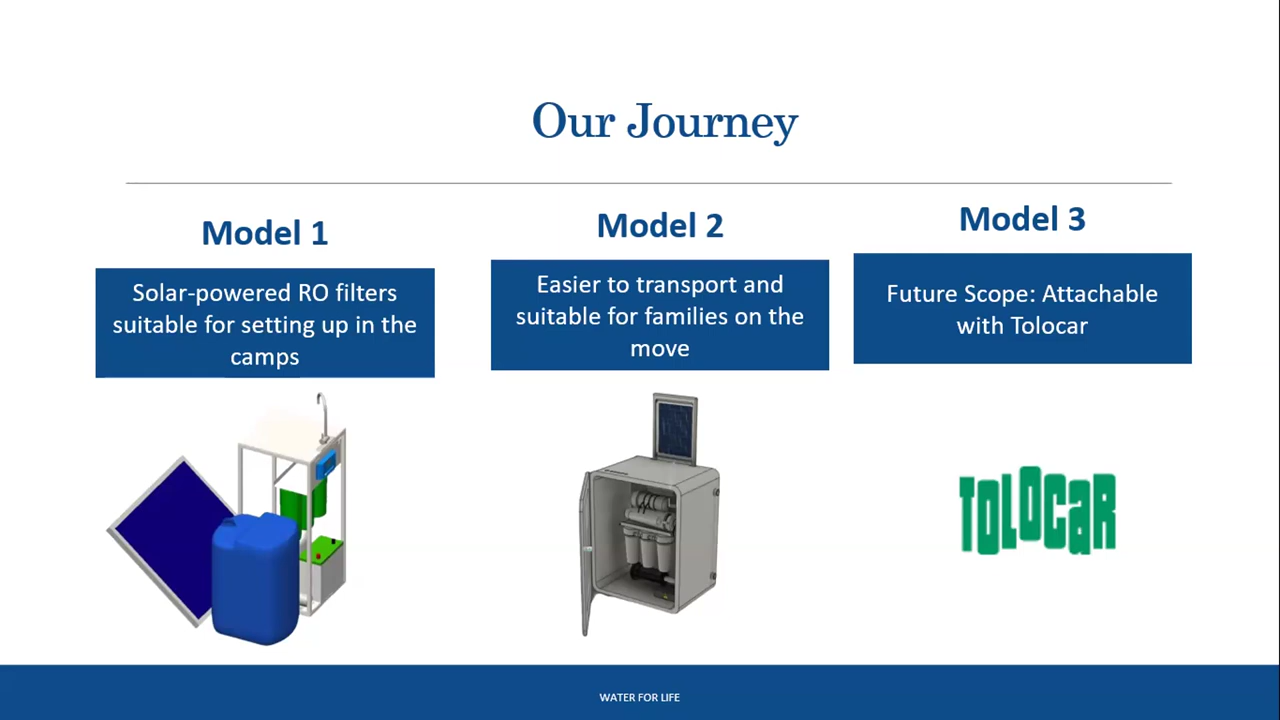 Our Journey
Model 1
Solar-powered RO filters
suitable for setting up in the
camps
Model 2
Easier to transport and
suitable for families on the
move
Model 3
Future Scope: Attachable
with Tolocar
TOLOCAR
WATER FOR LIFE